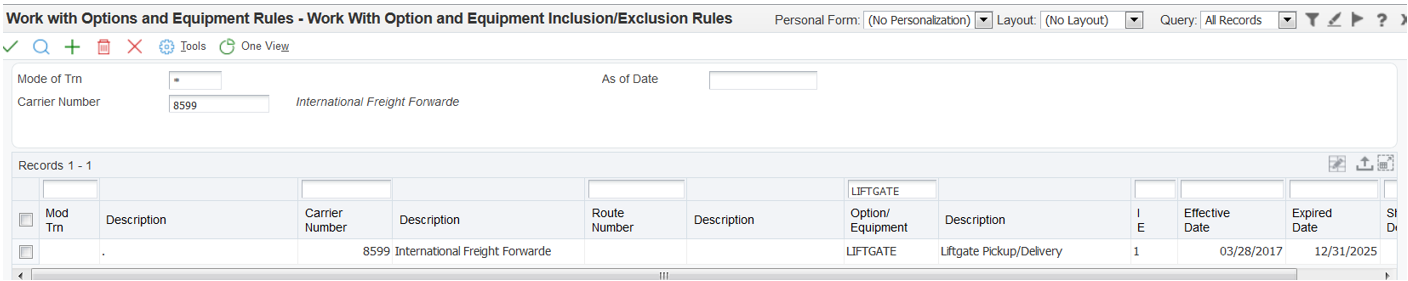 Work with Options and Equipment Rules - Work With Option and Equipment Inclusion/Exclusion Rules
Personal Form: (No Personalization) Layout: (No Layout) Query: All Records
Tools One View
Mode of Trn * As of Date
Carrier Number 8599 International Freight Forwarde
Records 1 - 1
LIFTGATE
Mod Trn Description Carrier Number Description Route Number Description Option/ Equipment Description I E Effective Date Expired Date
. 8599 International Freight Forwarde LIFTGATE Liftgate Pickup/Delivery 1 03/28/2017 12/31/2025